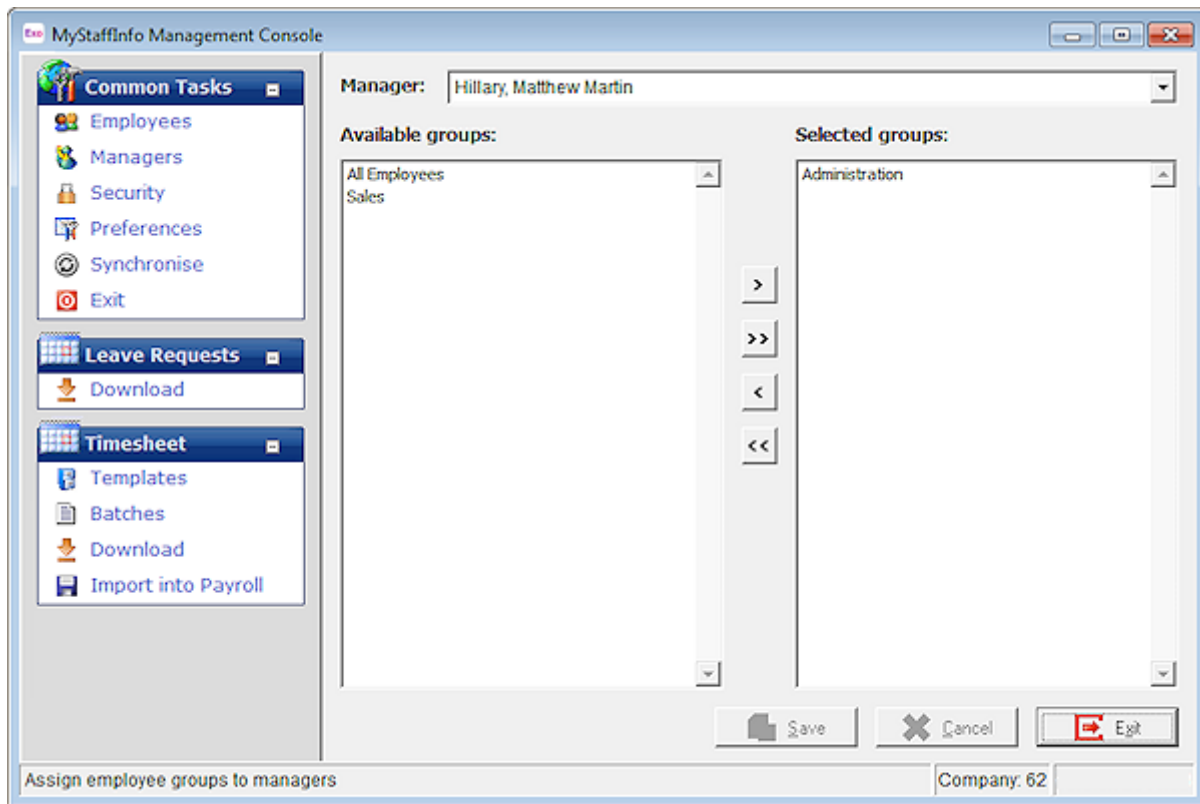 Exo MyStaffInfo Management Console
Common Tasks
Employees
Managers
Security
Preferences
Synchronise
Exit
Leave Requests
Download
Timesheet
Templates
Batches
Download
Import into Payroll
Manager: Hillary, Matthew Martin
Available groups:
All Employees
Sales
>
>>
<
<<
Selected groups:
Administration
Save Cancel Exit
Assign employee groups to managers Company: 62